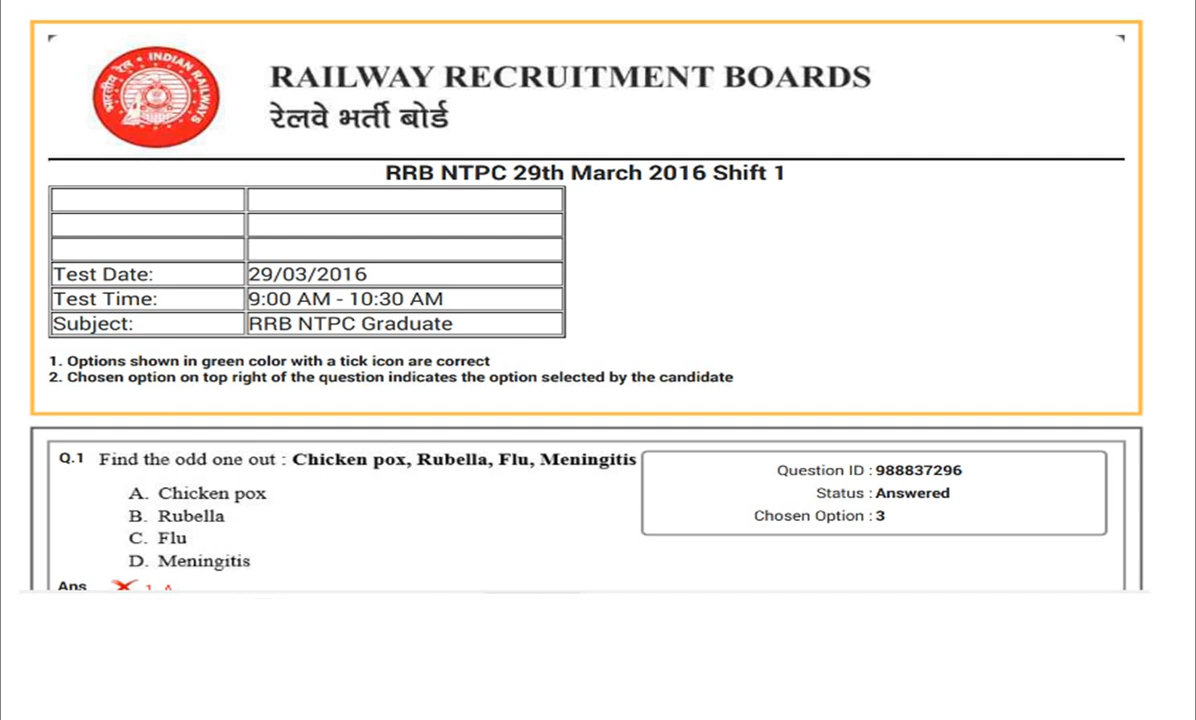 भारतीय रेल • INDIAN RAILWAYS
RAILWAY RECRUITMENT BOARDS
रेलवे भर्ती बोर्ड
RRB NTPC 29th March 2016 Shift 1
Test Date: 29/03/2016
Test Time: 9:00 AM - 10:30 AM
Subject: RRB NTPC Graduate
1. Options shown in green color with a tick icon are correct
2. Chosen option on top right of the question indicates the option selected by the candidate
Q.1 Find the odd one out : Chicken pox, Rubella, Flu, Meningitis
A. Chicken pox
B. Rubella
C. Flu
D. Meningitis
Question ID : 988837296
Status : Answered
Chosen Option : 3
Ans 1. A